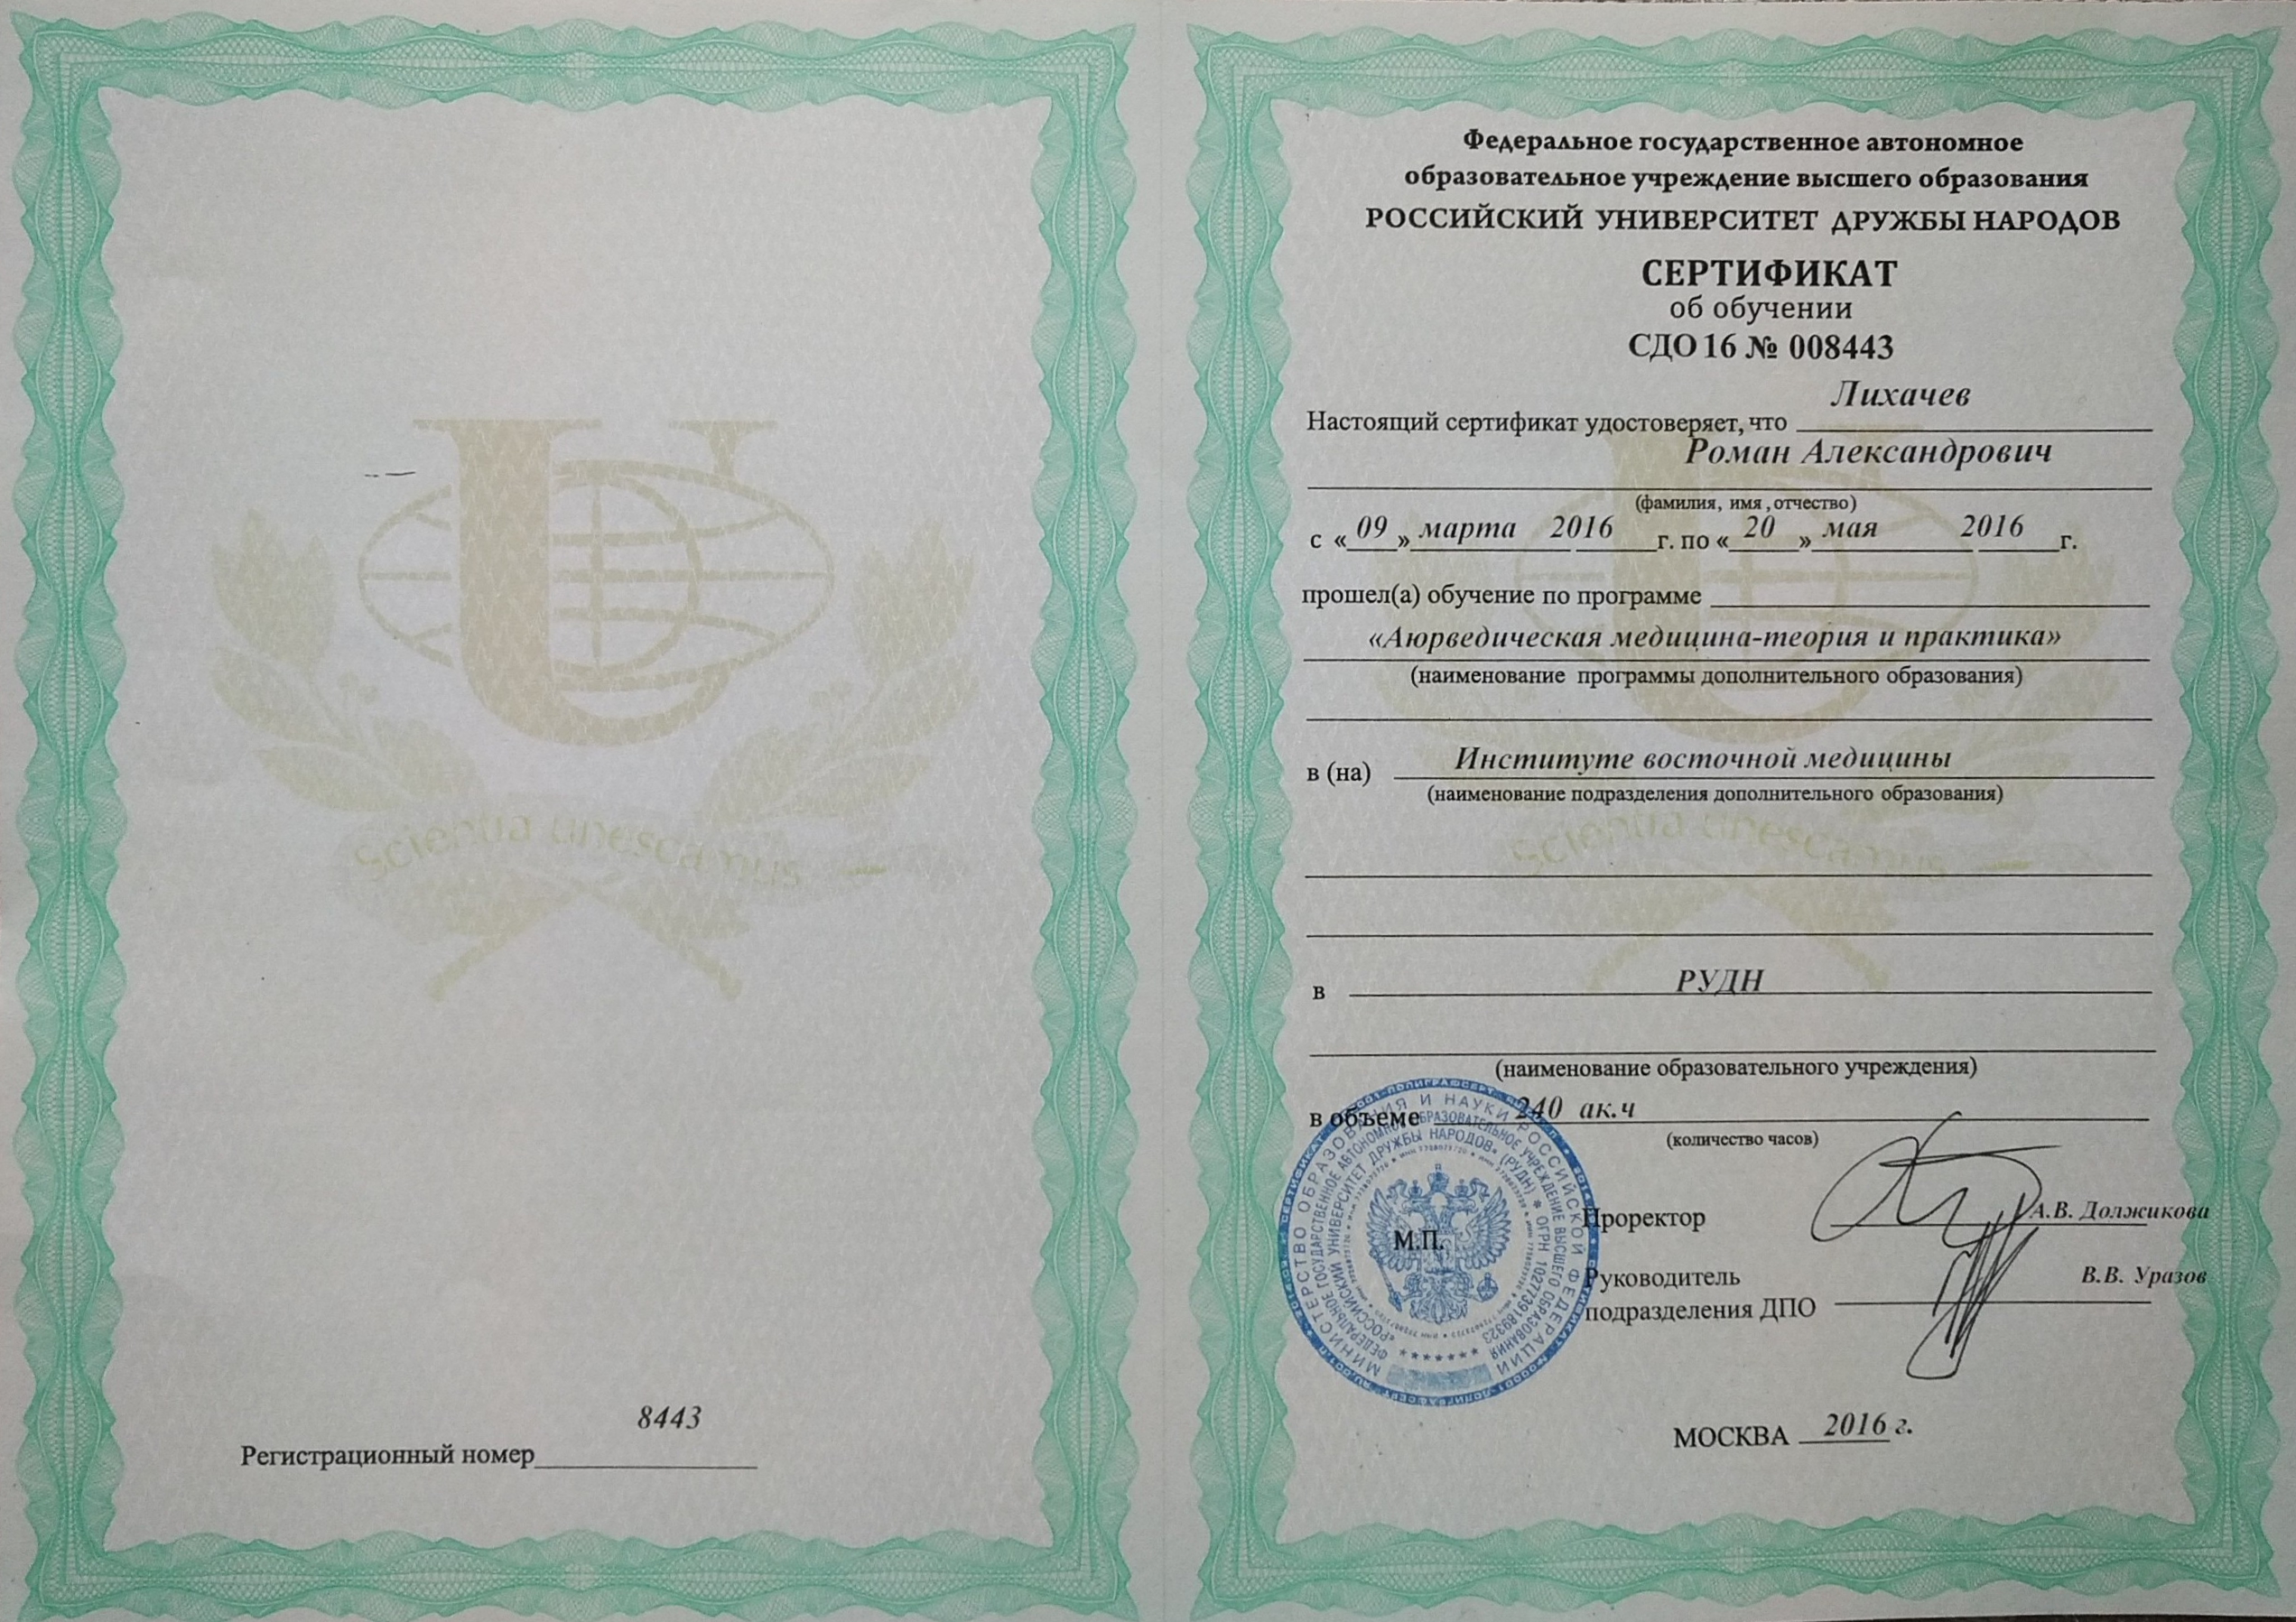 Регистрационный номер 8443
Федеральное государственное автономное
образовательное учреждение высшего образования
РОССИЙСКИЙ УНИВЕРСИТЕТ ДРУЖБЫ НАРОДОВ
СЕРТИФИКАТ
об обучении
СДО 16 № 008443
Настоящий сертификат удостоверяет, что Лихачев
Роман Александрович
(фамилия, имя, отчество)
с «09» марта 2016 г. по «20» мая 2016 г.
прошел(а) обучение по программе
«Аюрведическая медицина-теория и практика»
(наименование программы дополнительного образования)
в (на) Институте восточной медицины
(наименование подразделения дополнительного образования)
в РУДН
(наименование образовательного учреждения)
в объеме 240 ак.ч
(количество часов)
Проректор А.В. Должикова
М.П.
Руководитель В.В. Уразов
подразделения ДПО
МОСКВА 2016 г.
МИНИСТЕРСТВО ОБРАЗОВАНИЯ И НАУКИ РОССИЙСКОЙ ФЕДЕРАЦИИ
ФЕДЕРАЛЬНОЕ ГОСУДАРСТВЕННОЕ АВТОНОМНОЕ ОБРАЗОВАТЕЛЬНОЕ УЧРЕЖДЕНИЕ ВЫСШЕГО ОБРАЗОВАНИЯ
«РОССИЙСКИЙ УНИВЕРСИТЕТ ДРУЖБЫ НАРОДОВ» (РУДН) * ОГРН 1027739189323